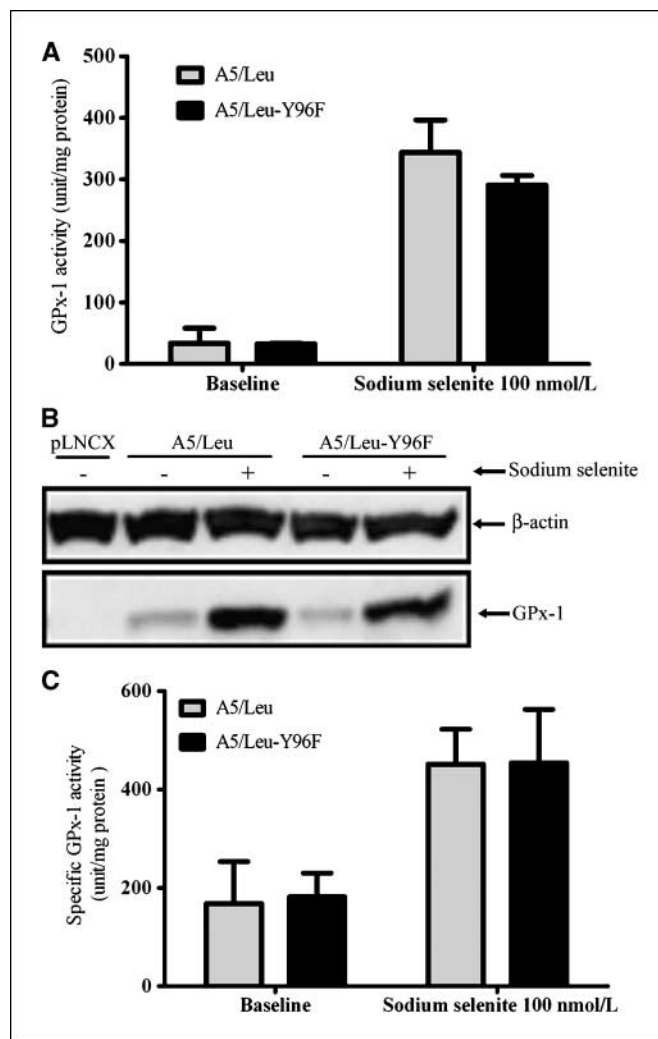 A
500
400
300
200
100
0
GPx-1 activity (unit/mg protein)
A5/Leu
A5/Leu-Y96F
Baseline
Sodium selenite 100 nmol/L
B
pLNCX A5/Leu A5/Leu-Y96F
- - + - + Sodium selenite
β-actin
GPx-1
C
600
400
200
0
Specific GPx-1 activity
(unit/mg protein )
A5/Leu
A5/Leu-Y96F
Baseline
Sodium selenite 100 nmol/L